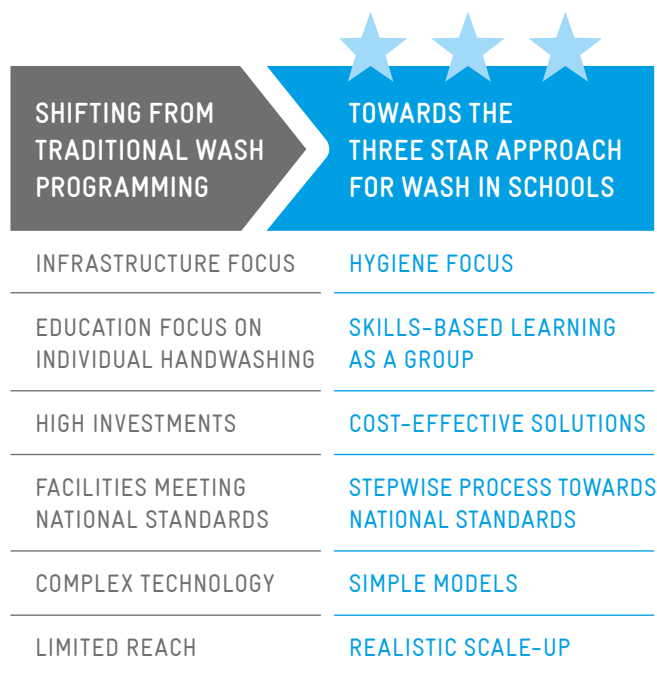 SHIFTING FROM
TRADITIONAL WASH
PROGRAMMING
TOWARDS THE
THREE STAR APPROACH
FOR WASH IN SCHOOLS
INFRASTRUCTURE FOCUS
HYGIENE FOCUS
EDUCATION FOCUS ON
INDIVIDUAL HANDWASHING
SKILLS-BASED LEARNING
AS A GROUP
HIGH INVESTMENTS
COST-EFFECTIVE SOLUTIONS
FACILITIES MEETING
NATIONAL STANDARDS
STEPWISE PROCESS TOWARDS
NATIONAL STANDARDS
COMPLEX TECHNOLOGY
SIMPLE MODELS
LIMITED REACH
REALISTIC SCALE-UP